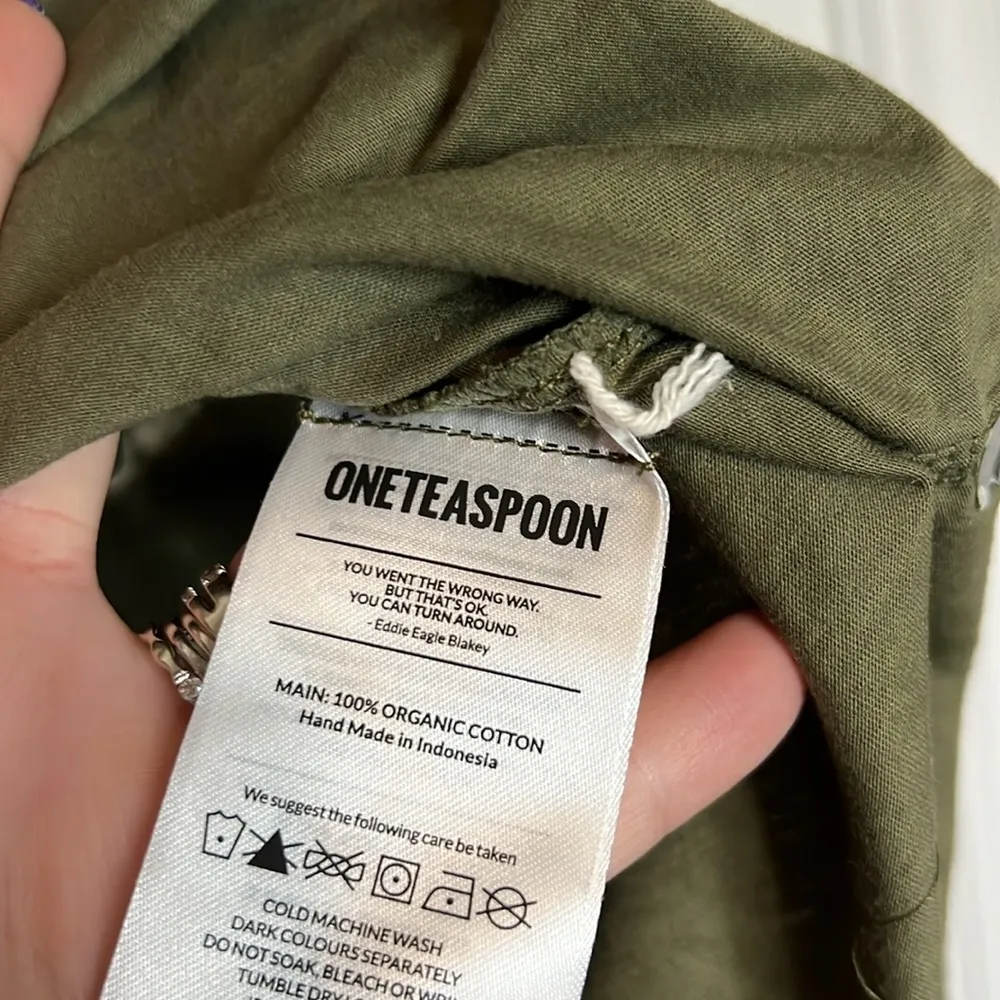 ONETEASPOON
YOU WENT THE WRONG WAY.
BUT THAT'S OK.
YOU CAN TURN AROUND.
- Eddie Eagle Blakey
MAIN: 100% ORGANIC COTTON
Hand Made in Indonesia
We suggest the following care be taken
COLD MACHINE WASH
DARK COLOURS SEPARATELY
DO NOT SOAK, BLEACH OR
TUMBLE DRY